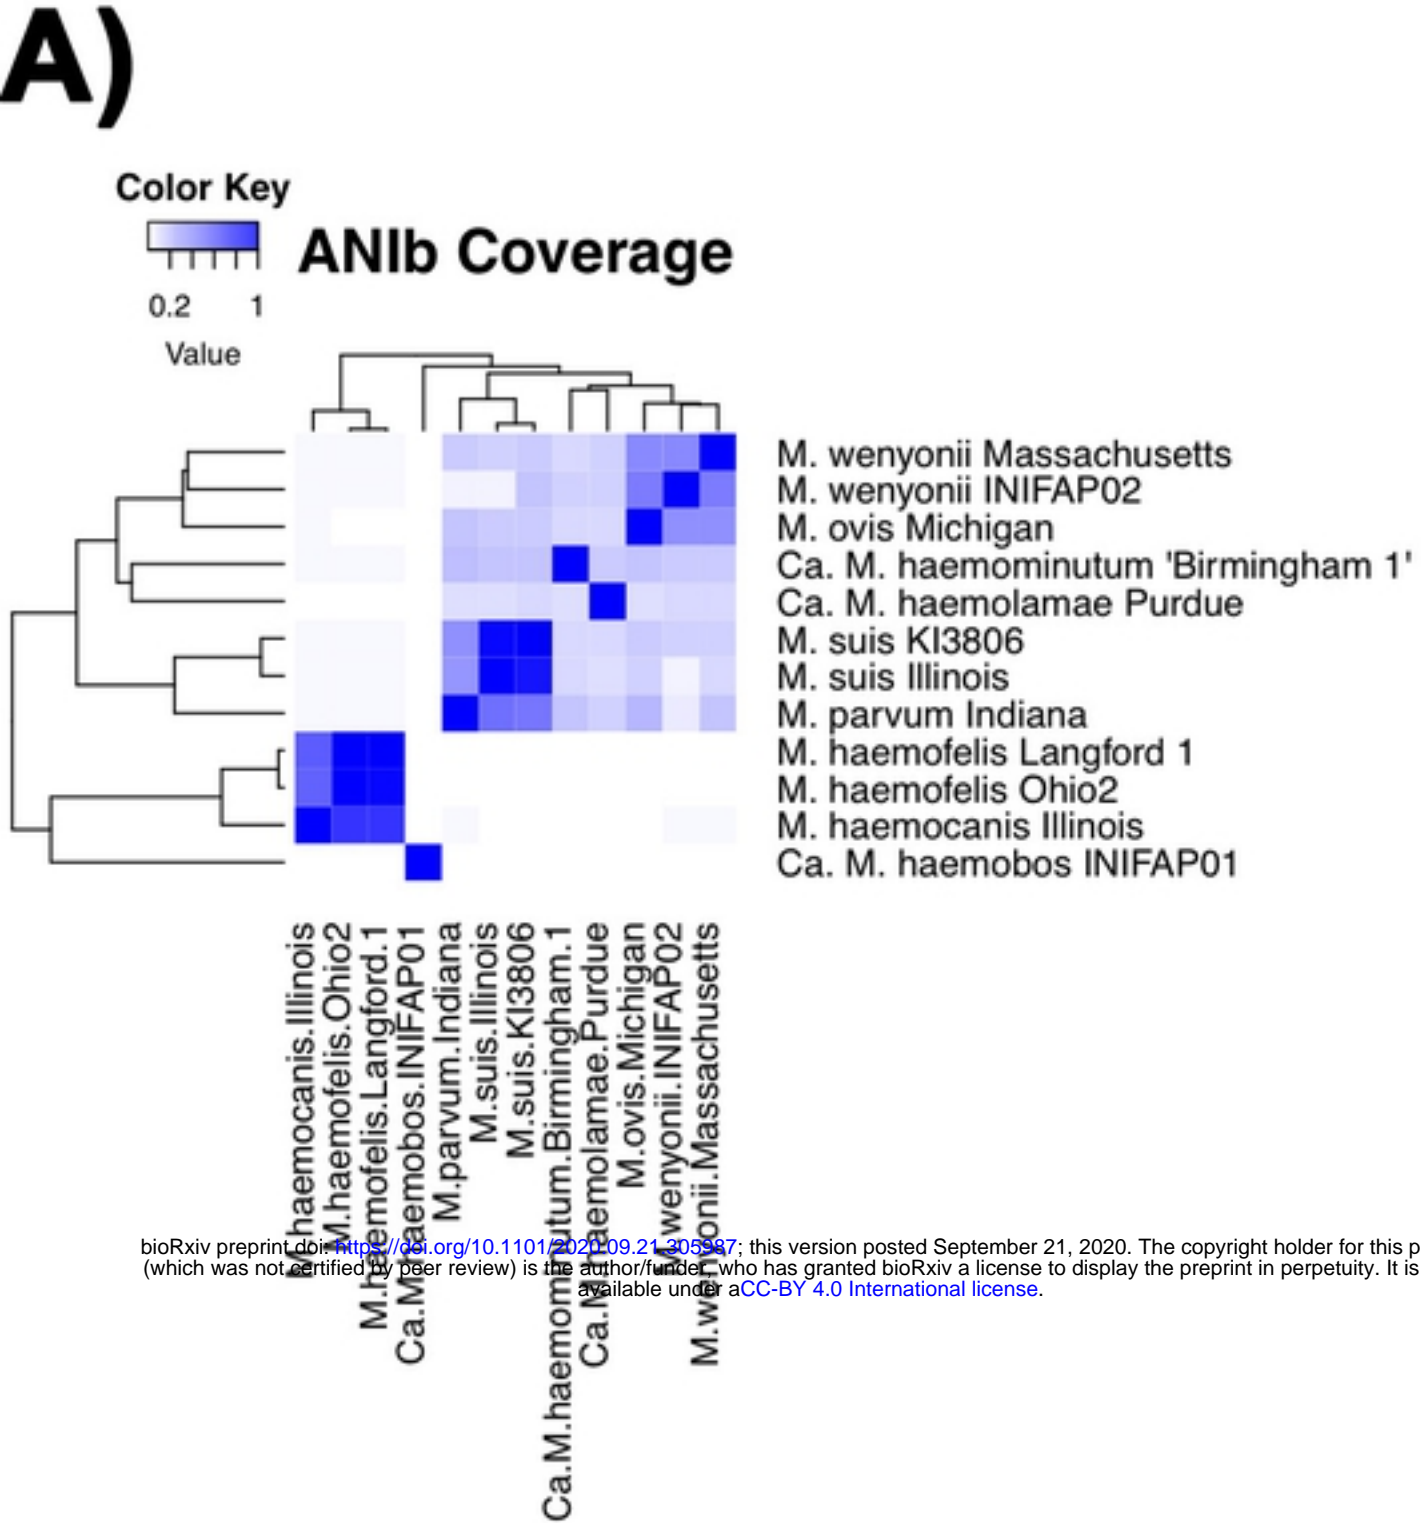 A)
Color Key
ANIb Coverage
0.2 1
Value
M. wenyonii Massachusetts
M. wenyonii INIFAP02
M. ovis Michigan
Ca. M. haemominutum 'Birmingham 1'
Ca. M. haemolamae Purdue
M. suis KI3806
M. suis Illinois
M. parvum Indiana
M. haemofelis Langford 1
M. haemofelis Ohio2
M. haemocanis Illinois
Ca. M. haemobos INIFAP01
M.haemocanis.Illinois
M.haemofelis.Ohio2
M.haemofelis.Langford.1
Ca.M.haemobos.INIFAP01
M.parvum.Indiana
M.suis.Illinois
M.suis.KI3806
Ca.M.haemominutum.Birmingham.1
Ca.M.haemolamae.Purdue
M.ovis.Michigan
M.wenyonii.INIFAP02
M.wenyonii.Massachusetts
bioRxiv preprint doi: https://doi.org/10.1101/2020.09.21.305987; this version posted September 21, 2020. The copyright holder for this p
(which was not certified by peer review) is the author/funder, who has granted bioRxiv a license to display the preprint in perpetuity. It is
available under aCC-BY 4.0 International license.